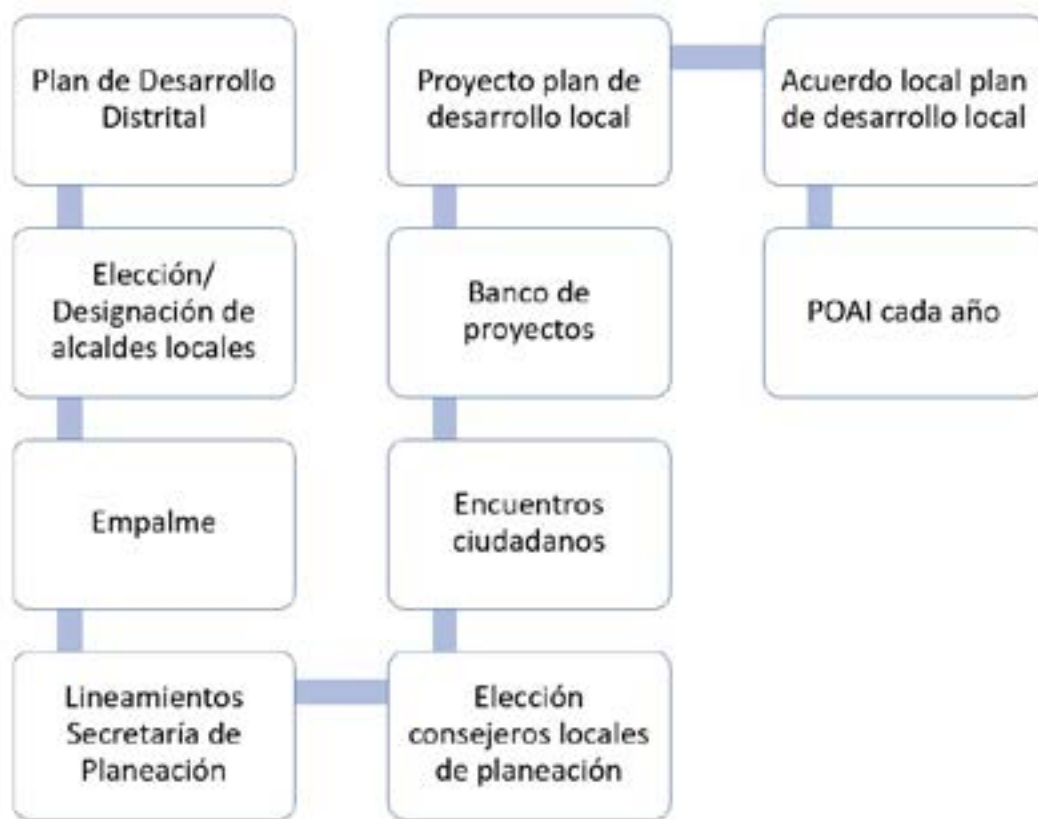 Plan de Desarrollo
Distrital
Elección/
Designación de
alcaldes locales
Empalme
Lineamientos
Secretaría de
Planeación
Elección
consejeros locales
de planeación
Encuentros
ciudadanos
Banco de
proyectos
Proyecto plan de
desarrollo local
Acuerdo local plan
de desarrollo local
POAI cada año